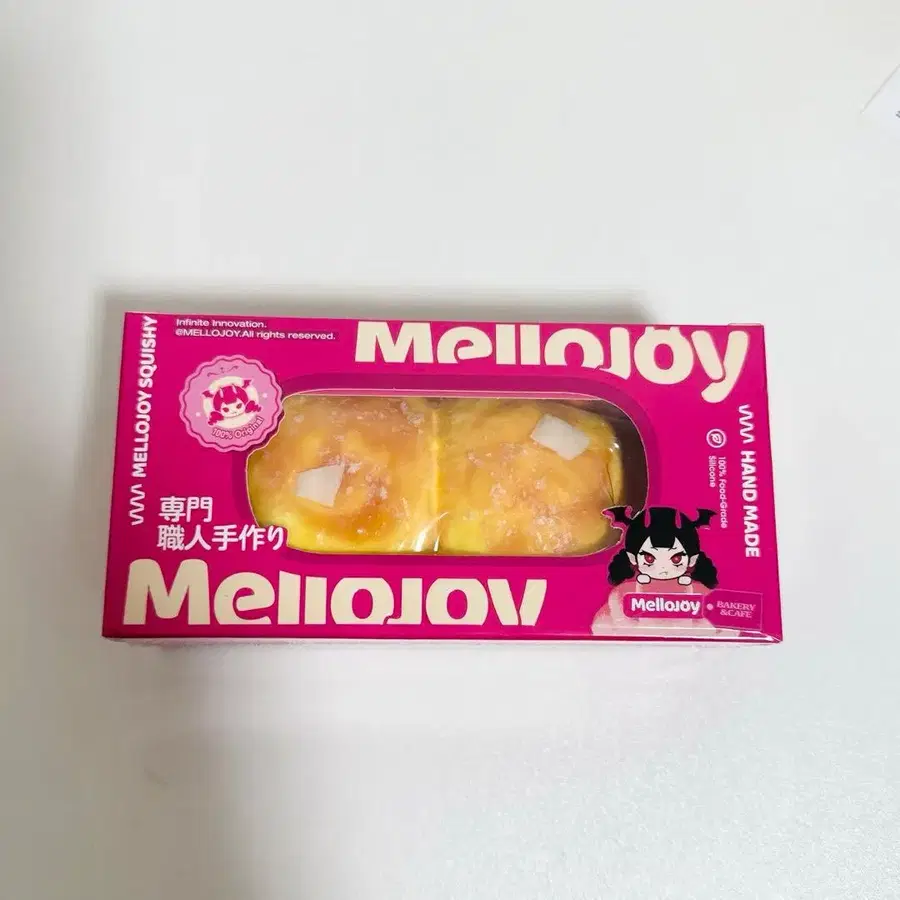 Infinite Innovation.
@MELLOJOY.All rights reserved.
Mellojoy
MELLOJOY SQUISHY
100% Original
100% Food-Grade
Silicone
HAND MADE
専門
職人手作り
Mellojoy
Mellojoy
BAKERY
&CAFE